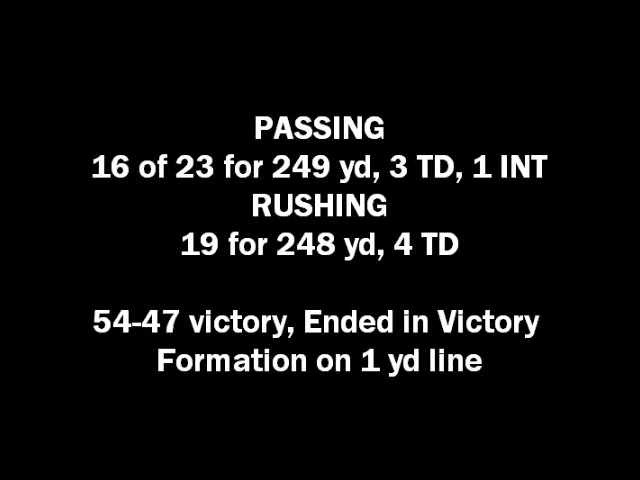 PASSING
16 of 23 for 249 yd, 3 TD, 1 INT
RUSHING
19 for 248 yd, 4 TD
54-47 victory, Ended in Victory
Formation on 1 yd line